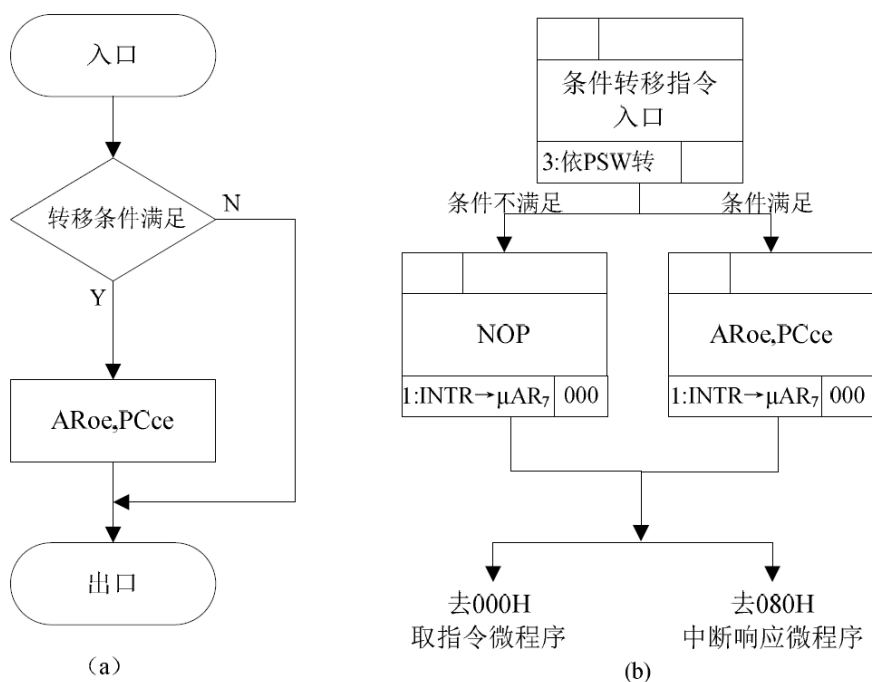 入口
转移条件满足
N
Y
ARoe,PCce
出口
（a）
条件转移指令
入口
3:依PSW转
条件不满足
条件满足
NOP
1:INTR→μAR₇
000
ARoe,PCce
1:INTR→μAR₇
000
去000H
取指令微程序
去080H
中断响应微程序
(b)